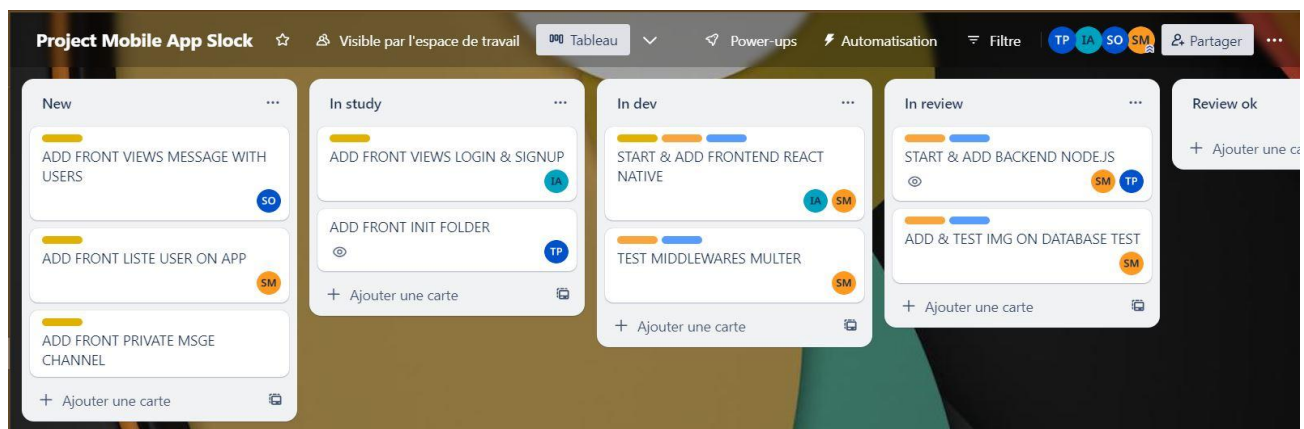 Project Mobile App Slock
Visible par l'espace de travail
Tableau
Power-ups
Automatisation
Filtre
TP
IA
SO
SM
Partager
New
ADD FRONT VIEWS MESSAGE WITH
USERS
SO
ADD FRONT LISTE USER ON APP
SM
ADD FRONT PRIVATE MSGE
CHANNEL
+ Ajouter une carte
In study
ADD FRONT VIEWS LOGIN & SIGNUP
IA
ADD FRONT INIT FOLDER
TP
+ Ajouter une carte
In dev
START & ADD FRONTEND REACT
NATIVE
IA SM
TEST MIDDLEWARES MULTER
SM
+ Ajouter une carte
In review
START & ADD BACKEND NODEJS
SM TP
ADD & TEST IMG ON DATABASE TEST
SM
+ Ajouter une carte
Review ok
+ Ajouter une ca